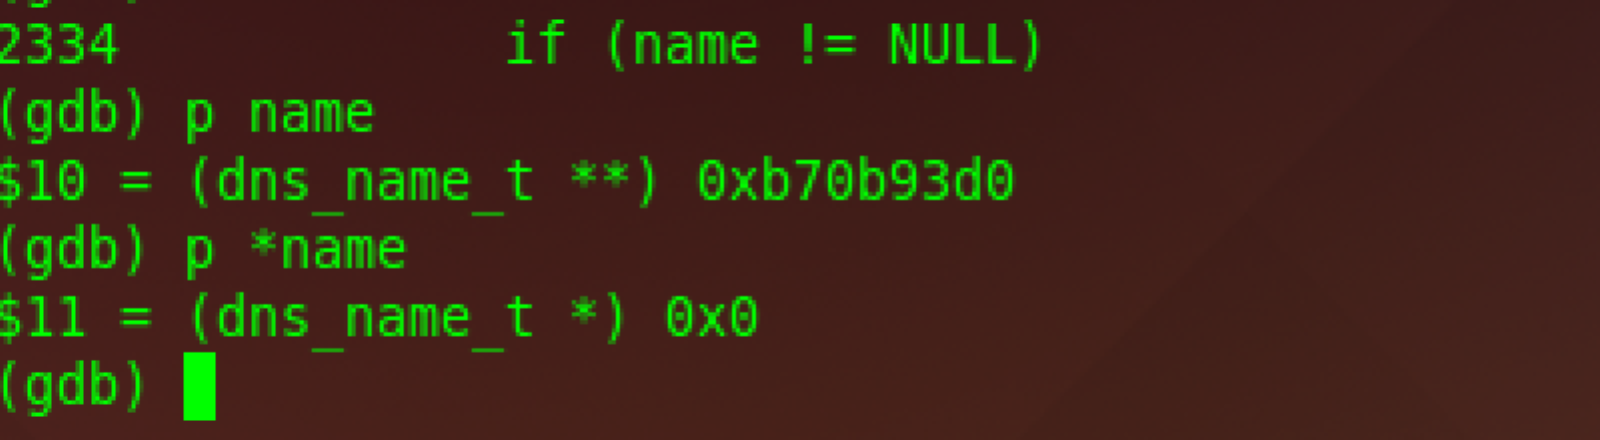 2334 if (name != NULL)
(gdb) p name
$10 = (dns_name_t **) 0xb70b93d0
(gdb) p *name
$11 = (dns_name_t *) 0x0
(gdb)